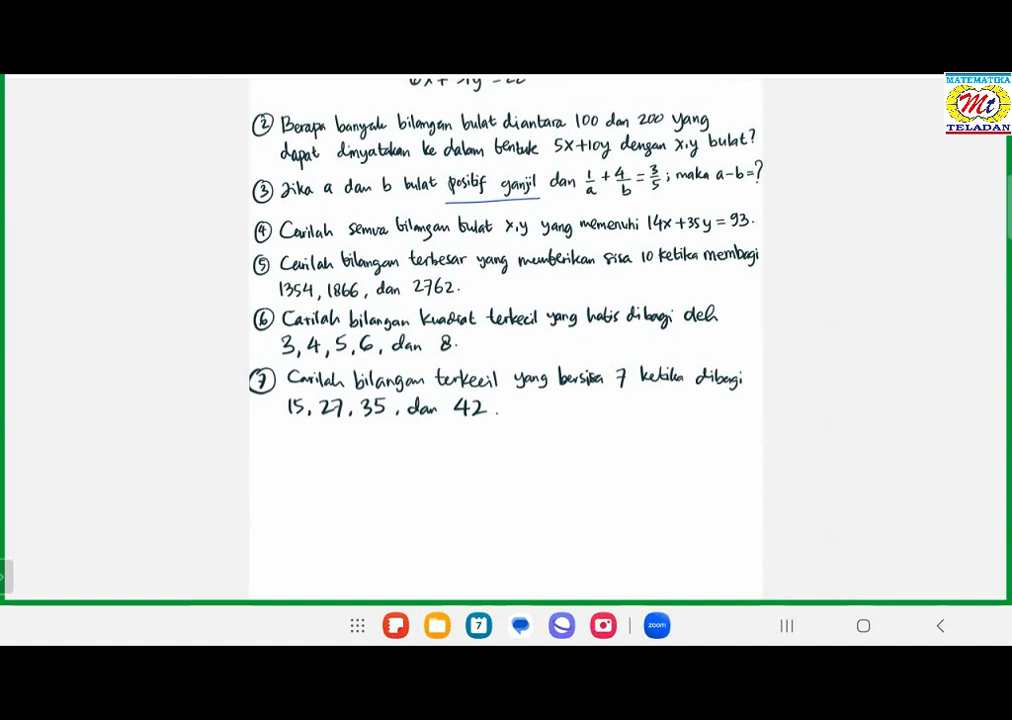 MATEMATIKA
Mt
TELADAN
② Berapa banyak bilangan bulat diantara 100 dan 200 yang
dapat dinyatakan ke dalam bentuk 5x+10y dengan x,y bulat?
③ Jika a dan b bulat positif ganjil dan 1/a + 4/b = 3/5 ; maka a-b=?
④ Carilah semua bilangan bulat x,y yang memenuhi 14x+35y = 93.
⑤ Carilah bilangan terbesar yang memberikan sisa 10 ketika membagi
1354, 1866, dan 2762.
⑥ Carilah bilangan kuadrat terkecil yang habis dibagi oleh
3, 4, 5, 6, dan 8.
⑦ Carilah bilangan terkecil yang bersisa 7 ketika dibagi
15, 27, 35, dan 42.
7
zoom